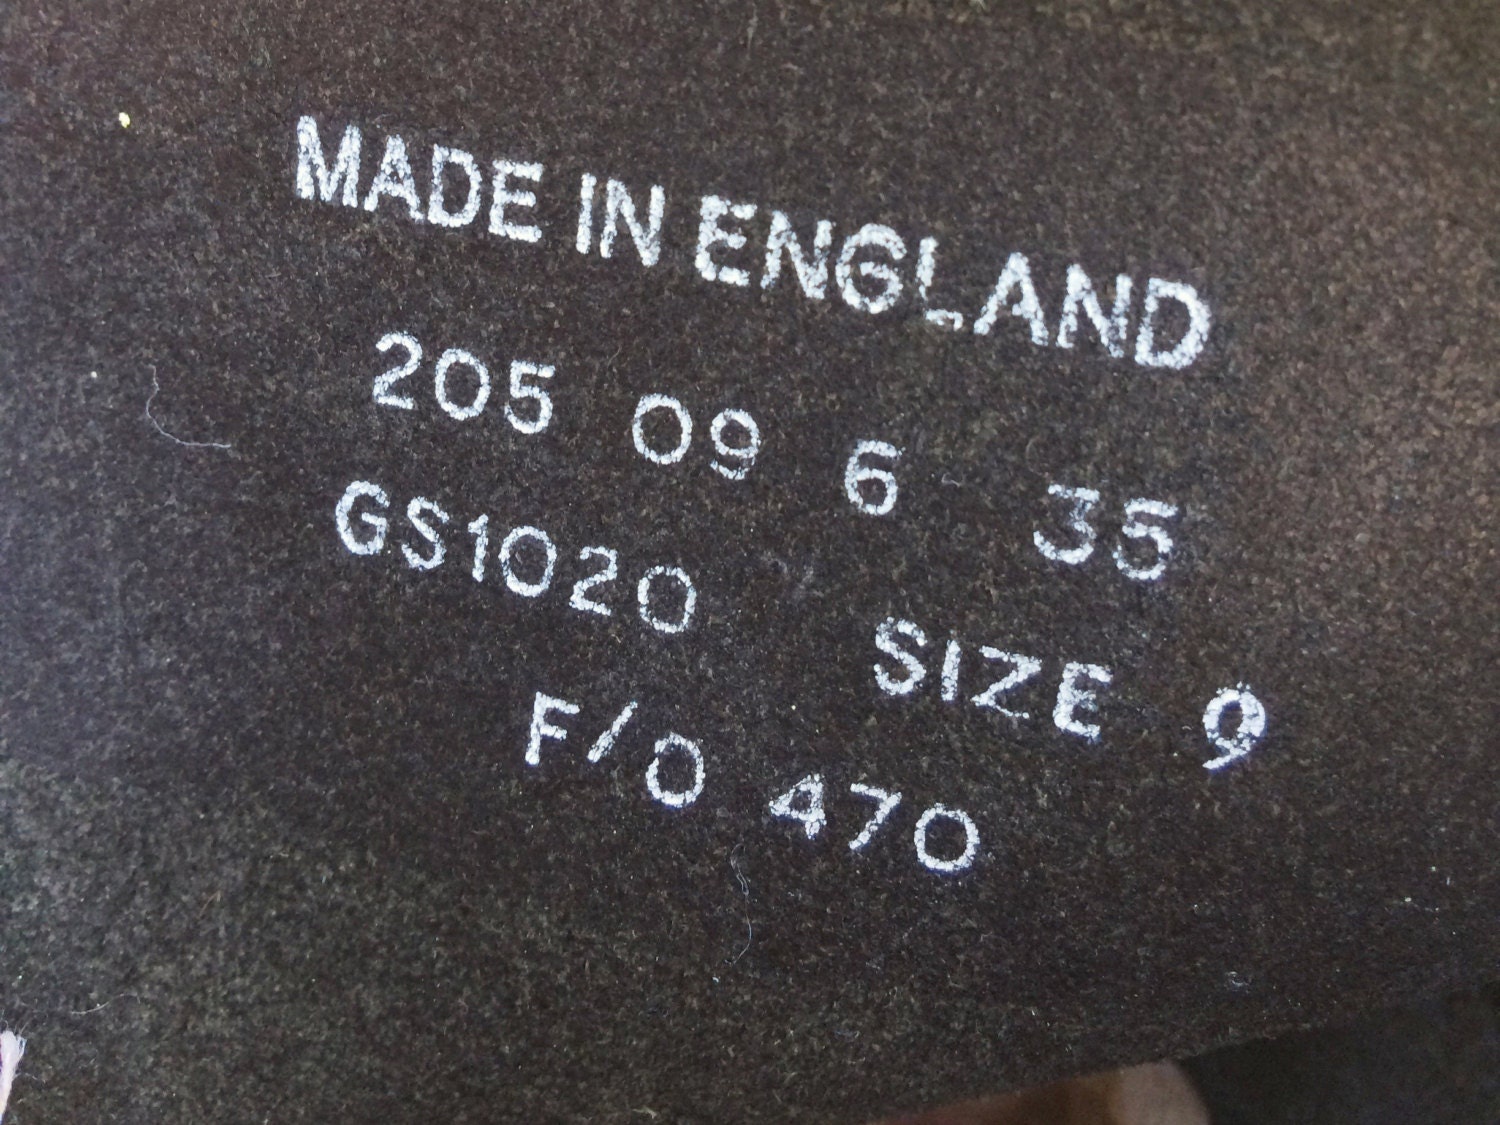 MADE IN ENGLAND
205 09 6 35
GS1020 SIZE 9
F/O 470